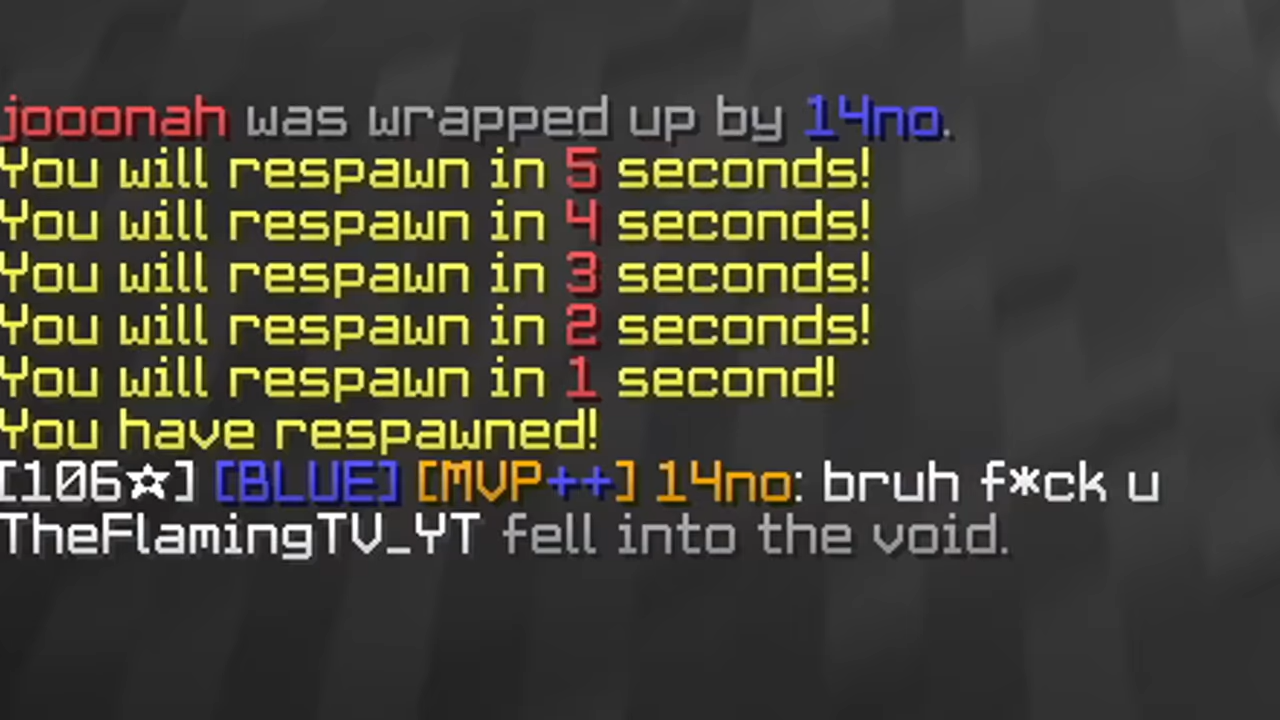 jooonah was wrapped up by 14no.
You will respawn in 5 seconds!
You will respawn in 4 seconds!
You will respawn in 3 seconds!
You will respawn in 2 seconds!
You will respawn in 1 second!
You have respawned!
[106☆] [BLUE] [MVP++] 14no: bruh f*ck u
TheFlamingTV_YT fell into the void.